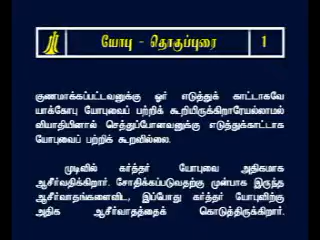 யோபு - தொகுப்புரை
1
குணமாக்கப்பட்டவனுக்கு ஓர் எடுத்துக் காட்டாகவே
யாக்கோபு யோபுவைப் பற்றிக் கூறியிருக்கிறாரேயல்லாமல்
வியாதியினால் செத்துப்போனவனுக்கு எடுத்துக்காட்டாக
யோபுவைப் பற்றிக் கூறவில்லை.
முடிவில் கர்த்தர் யோபுவை அதிகமாக
ஆசீர்வதிக்கிறார். சோதிக்கப்படுவதற்கு முன்பாக இருந்த
ஆசீர்வாதங்களைவிட, இப்போது கர்த்தர் யோபுவிற்கு
அதிக ஆசீர்வாதத்தைக் கொடுத்திருக்கிறார்.